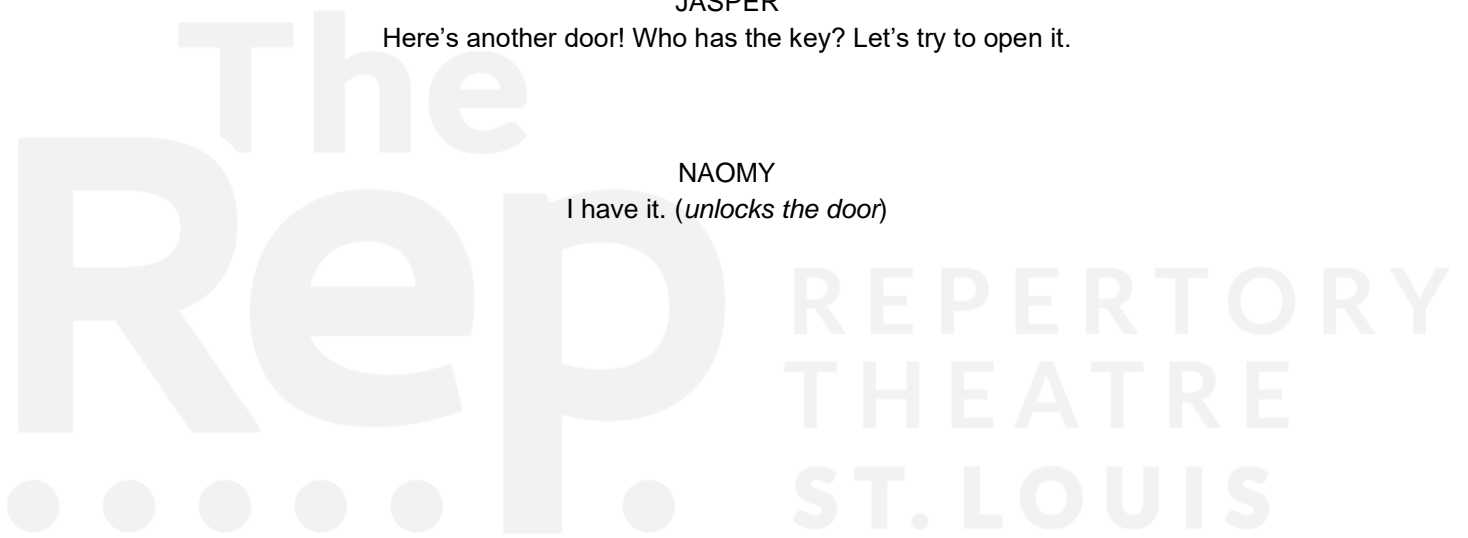 JASPER
Here’s another door! Who has the key? Let’s try to open it.
NAOMY
I have it. (unlocks the door)
The
Rep.
REPERTORY
THEATRE
ST. LOUIS